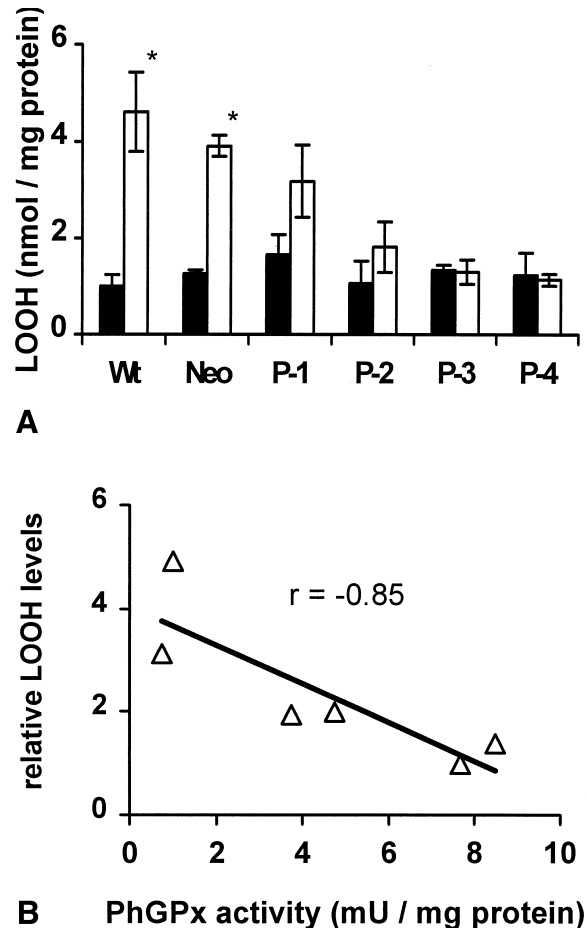 LOOH (nmol / mg protein)
6
4
2
0
*
*
Wt Neo P-1 P-2 P-3 P-4
A
relative LOOH levels
6
4
2
0
r = -0.85
0 2 4 6 8 10
B PhGPx activity (mU / mg protein)